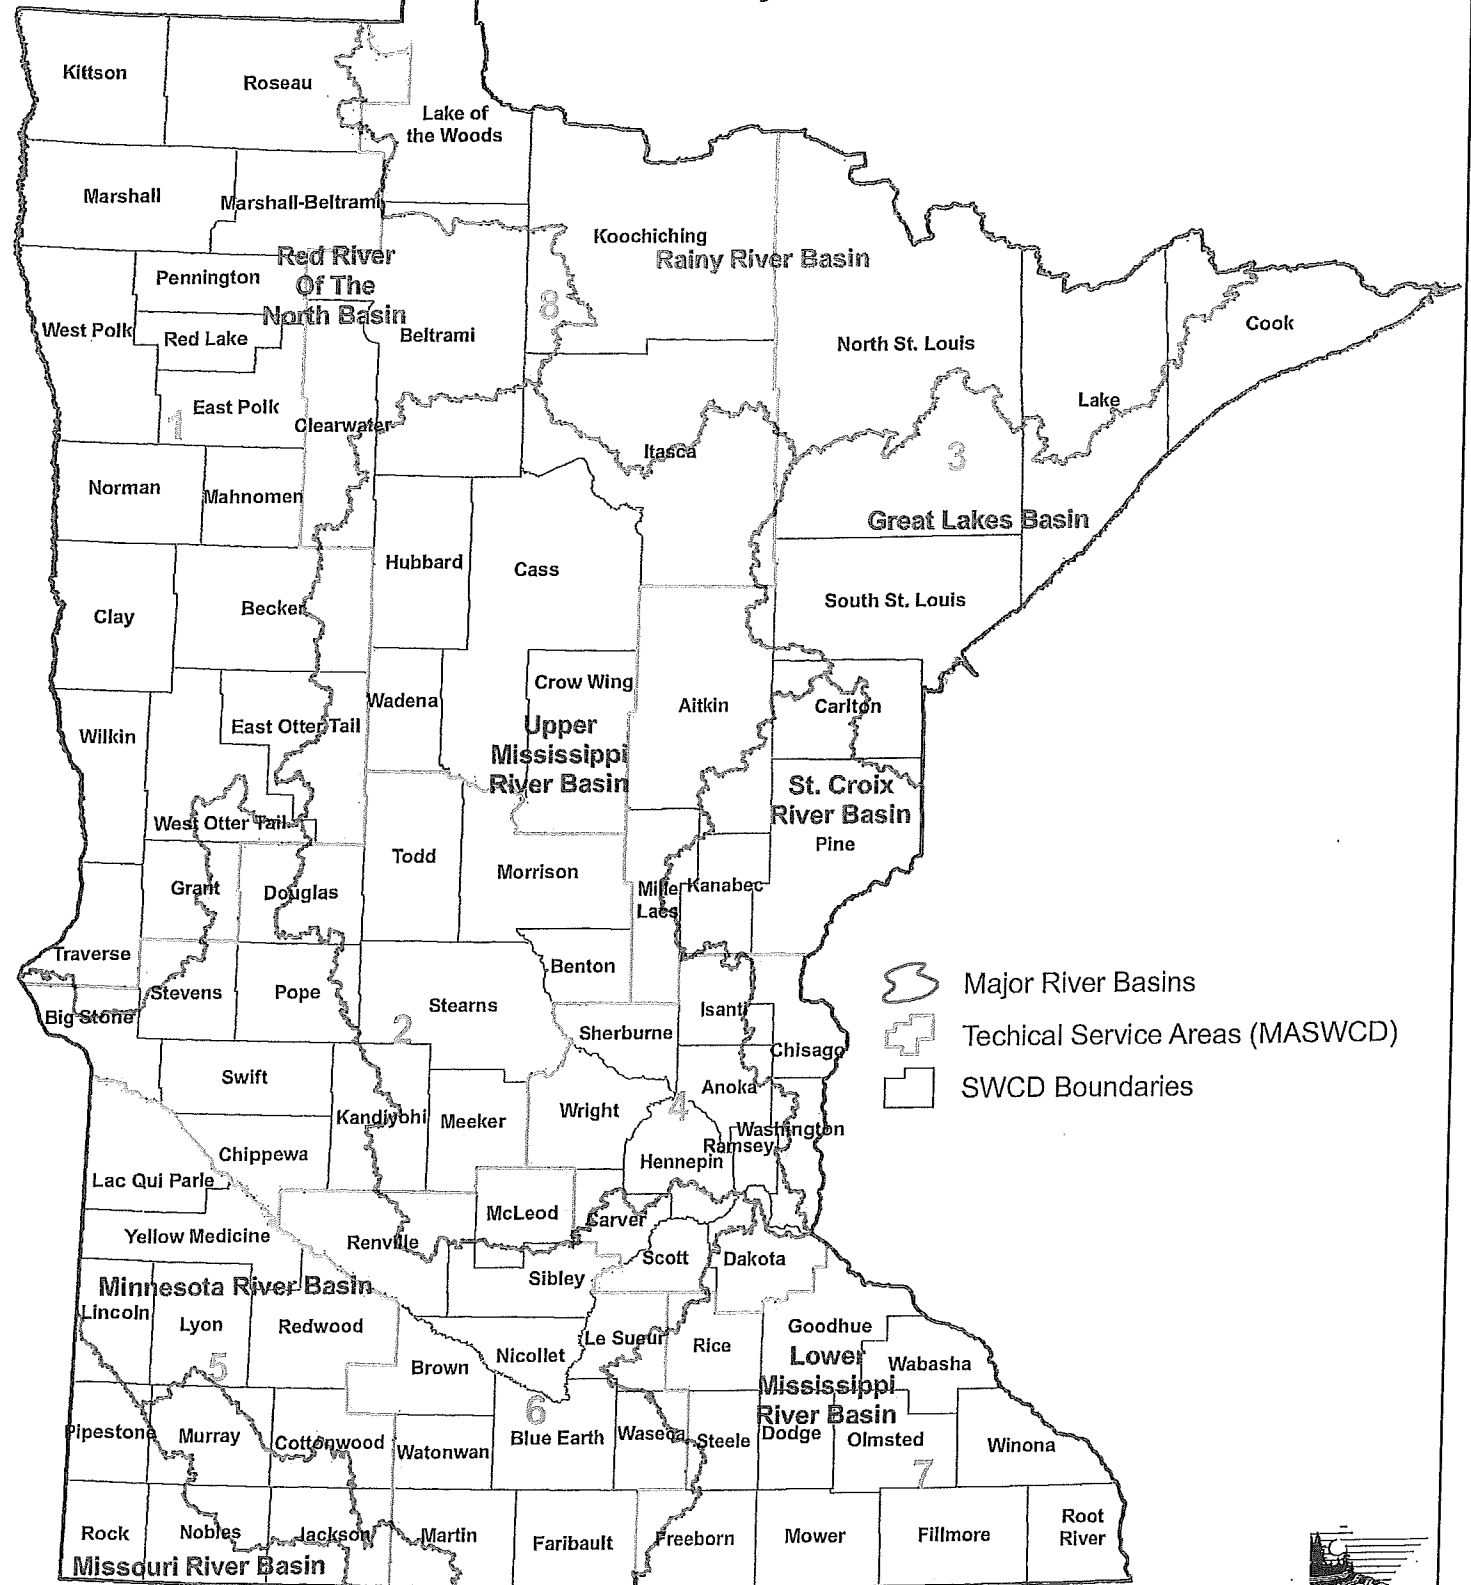 Kittson
Roseau
Lake of
the Woods
Marshall
Marshall-Beltrami
Koochiching
Rainy River Basin
Red River
Of The
North Basin
Pennington
8
West Polk
Red Lake
Beltrami
North St. Louis
Cook
East Polk
1
Clearwater
Itasca
Lake
3
Norman
Mahnomen
Great Lakes Basin
Hubbard
Cass
Clay
Becker
South St. Louis
Crow Wing
Wadena
Aitkin
Carlton
Wilkin
East Otter Tail
Upper
Mississippi
River Basin
St. Croix
River Basin
West Otter Tail
Pine
Todd
Morrison
Grant
Douglas
Mille
Lacs
Kanabec
Traverse
Benton
Stevens
Pope
Stearns
Isanti
Big Stone
2
Sherburne
Chisago
Major River Basins
Techical Service Areas (MASWCD)
SWCD Boundaries
Swift
Anoka
Kandiyohi
Meeker
Wright
4
Washington
Ramsey
Chippewa
Hennepin
Lac Qui Parle
McLeod
Carver
Yellow Medicine
Renville
Scott
Dakota
Sibley
Minnesota River Basin
Lincoln
Lyon
Redwood
Le Sueur
Rice
Goodhue
5
Brown
Nicollet
Lower
Mississippi
River Basin
Wabasha
6
Pipestone
Murray
Cottonwood
Watonwan
Blue Earth
Waseca
Steele
Dodge
Olmsted
Winona
7
Rock
Nobles
Jackson
Martin
Faribault
Freeborn
Mower
Fillmore
Root
River
Missouri River Basin